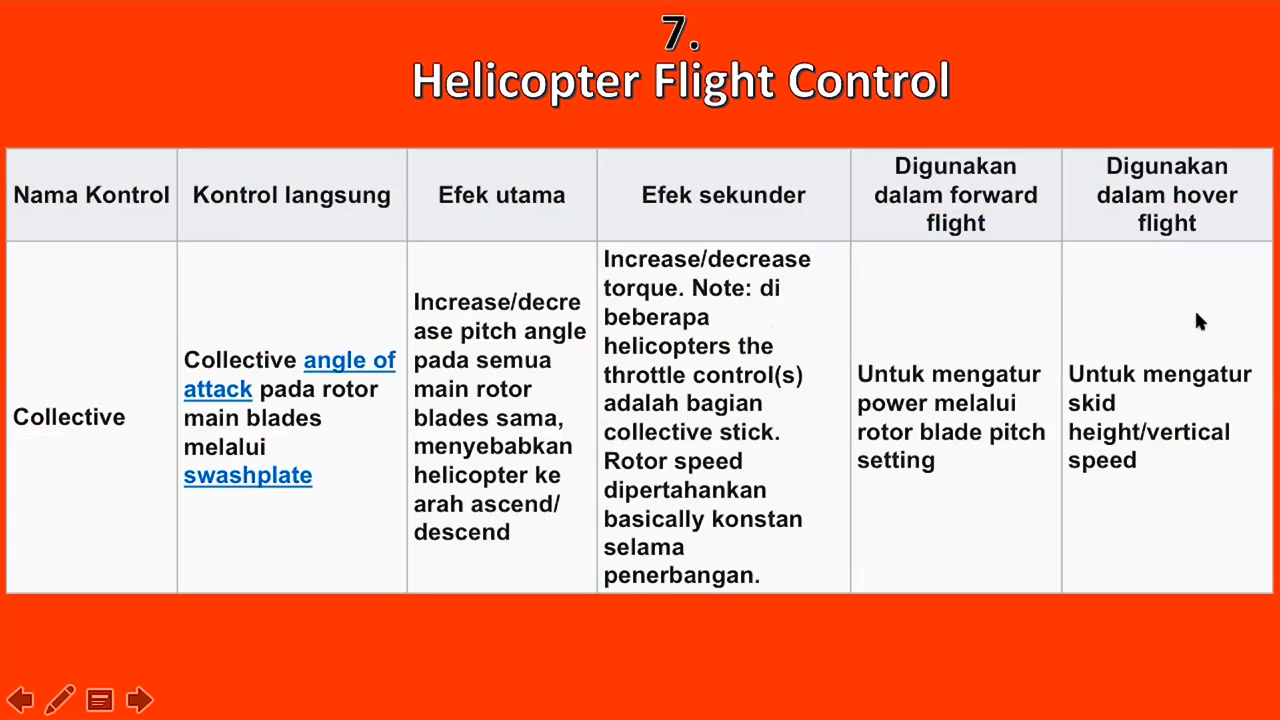 7.
Helicopter Flight Control
Nama Kontrol
Kontrol langsung
Efek utama
Efek sekunder
Digunakan
dalam forward
flight
Digunakan
dalam hover
flight
Collective
Collective angle of
attack pada rotor
main blades
melalui
swashplate
Increase/decre
ase pitch angle
pada semua
main rotor
blades sama,
menyebabkan
helicopter ke
arah ascend/
descend
Increase/decrease
torque. Note: di
beberapa
helicopters the
throttle control(s)
adalah bagian
collective stick.
Rotor speed
dipertahankan
basically konstan
selama
penerbangan.
Untuk mengatur
power melalui
rotor blade pitch
setting
Untuk mengatur
skid
height/vertical
speed